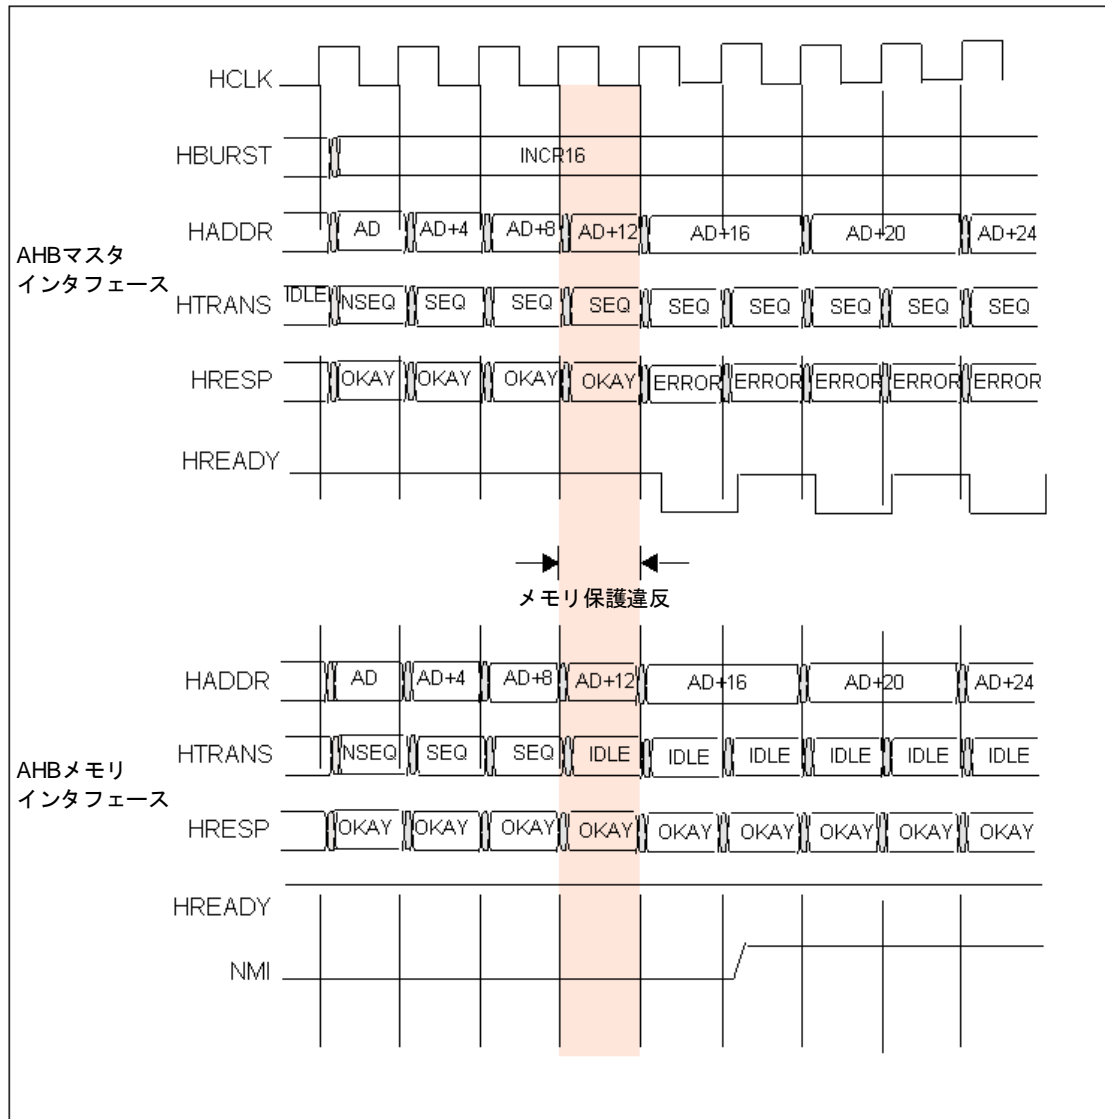 HCLK
HBURST INCR16
AHBマスタ
インタフェース
HADDR AD AD+4 AD+8 AD+12 AD+16 AD+20 AD+24
HTRANS IDLE NSEQ SEQ SEQ SEQ SEQ SEQ SEQ SEQ SEQ
HRESP OKAY OKAY OKAY OKAY ERROR ERROR ERROR ERROR ERROR
HREADY
メモリ保護違反
AHBメモリ
インタフェース
HADDR AD AD+4 AD+8 AD+12 AD+16 AD+20 AD+24
HTRANS NSEQ SEQ SEQ IDLE IDLE IDLE IDLE IDLE IDLE
HRESP OKAY OKAY OKAY OKAY OKAY OKAY OKAY OKAY OKAY
HREADY
NMI